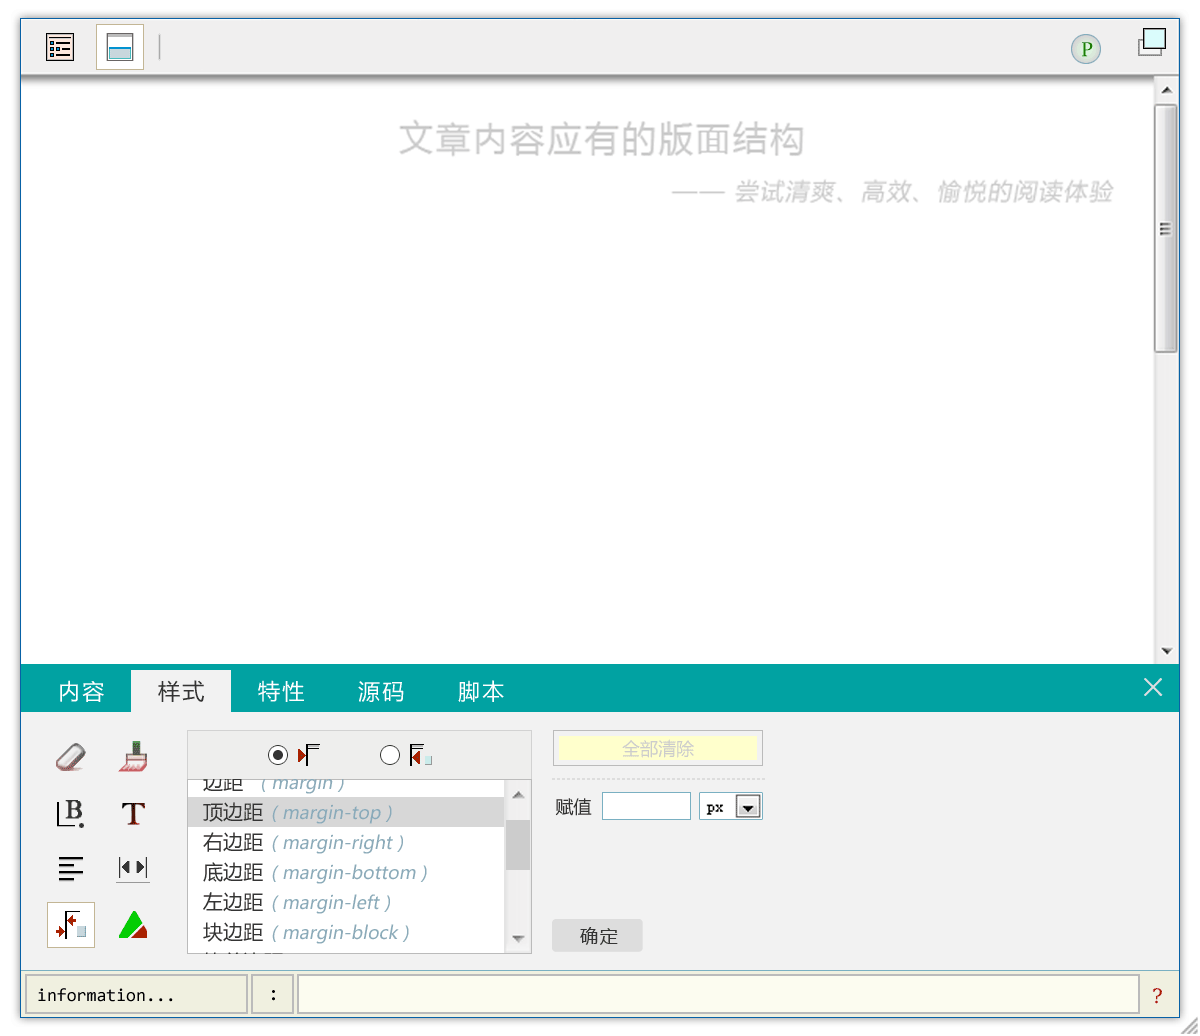 P
文章内容应有的版面结构
—— 尝试清爽、高效、愉悦的阅读体验
内容 样式 特性 源码 脚本
全部清除
边距 ( margin )
顶边距 ( margin-top )
右边距 ( margin-right )
底边距 ( margin-bottom )
左边距 ( margin-left )
块边距 ( margin-block )
赋值 px
B T
确定
information... : ?